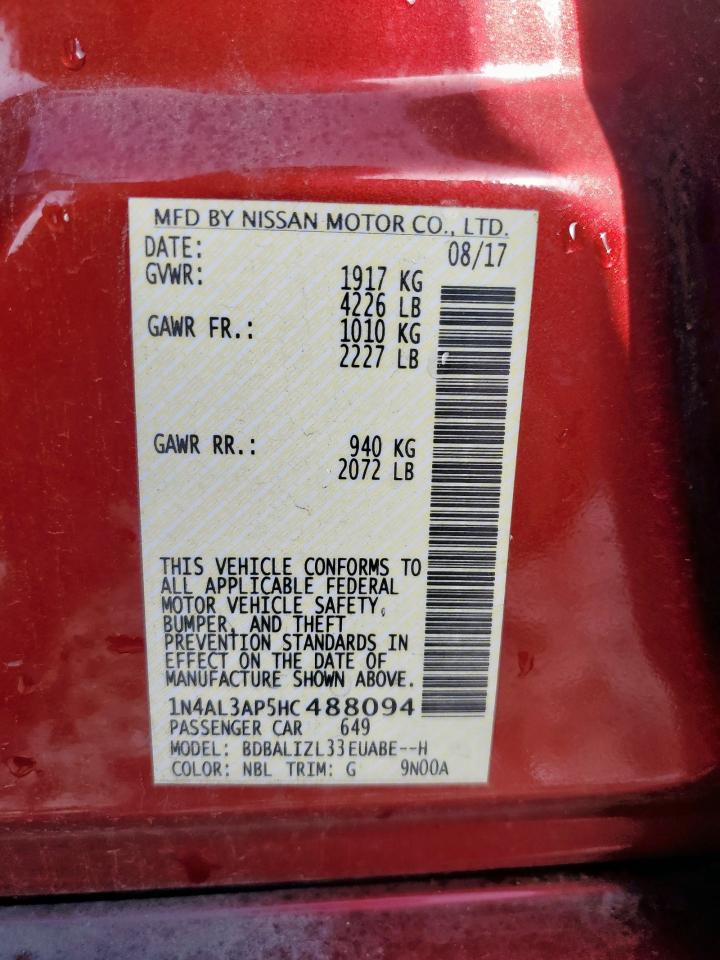 MFD BY NISSAN MOTOR CO., LTD.
DATE: 08/17
GVWR: 1917 KG
4226 LB
GAWR FR.: 1010 KG
2227 LB
GAWR RR.: 940 KG
2072 LB
THIS VEHICLE CONFORMS TO
ALL APPLICABLE FEDERAL
MOTOR VEHICLE SAFETY,
BUMPER, AND THEFT
PREVENTION STANDARDS IN
EFFECT ON THE DATE OF
MANUFACTURE SHOWN ABOVE.
1N4AL3AP5HC488094
PASSENGER CAR 649
MODEL: BDBALIZL33EUABE--H
COLOR: NBL TRIM: G 9N00A